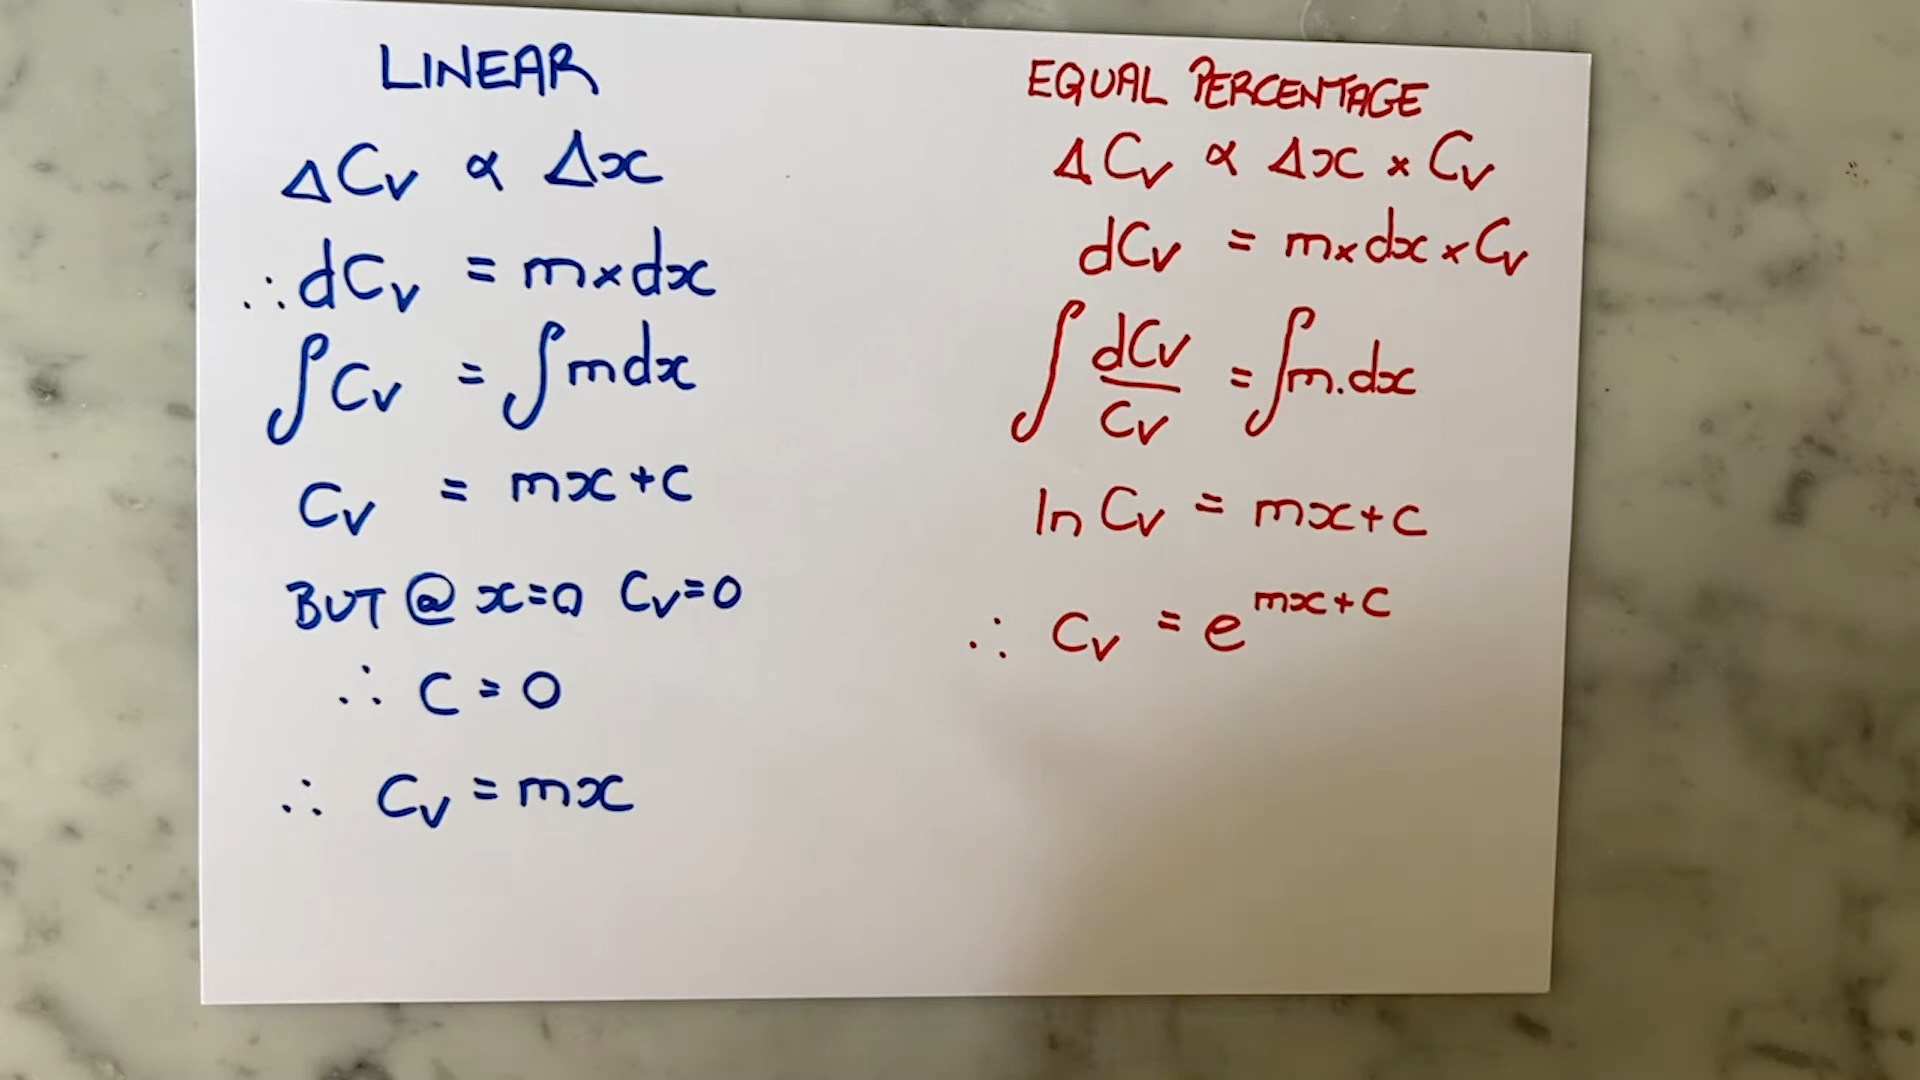 LINEAR
ΔCv ∝ Δx
∴ dCv = m×dx
∫Cv = ∫mdx
Cv = mx+c
BUT @ x=0 Cv=0
∴ C = 0
∴ Cv = mx
EQUAL PERCENTAGE
ΔCv ∝ Δx × Cv
dCv = m×dx×Cv
∫dCv/Cv = ∫m.dx
ln Cv = mx+c
∴ Cv = e^mx+c